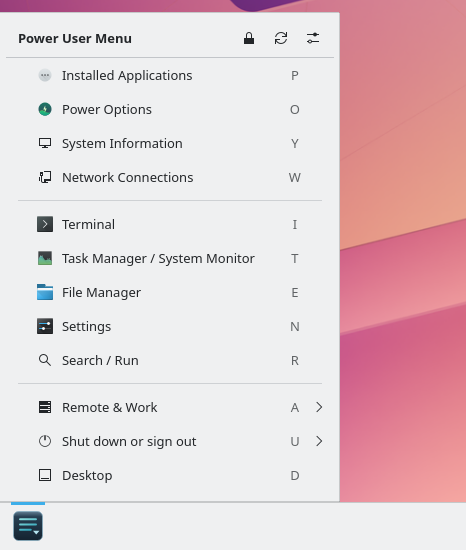 Power User Menu
Installed Applications P
Power Options O
System Information Y
Network Connections W
Terminal I
Task Manager / System Monitor T
File Manager E
Settings N
Search / Run R
Remote & Work A
Shut down or sign out U
Desktop D